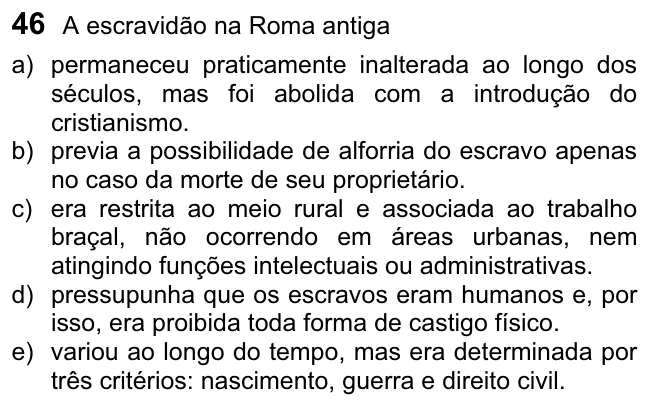 46 A escravidão na Roma antiga
a) permaneceu praticamente inalterada ao longo dos
séculos, mas foi abolida com a introdução do
cristianismo.
b) previa a possibilidade de alforria do escravo apenas
no caso da morte de seu proprietário.
c) era restrita ao meio rural e associada ao trabalho
braçal, não ocorrendo em áreas urbanas, nem
atingindo funções intelectuais ou administrativas.
d) pressupunha que os escravos eram humanos e, por
isso, era proibida toda forma de castigo físico.
e) variou ao longo do tempo, mas era determinada por
três critérios: nascimento, guerra e direito civil.